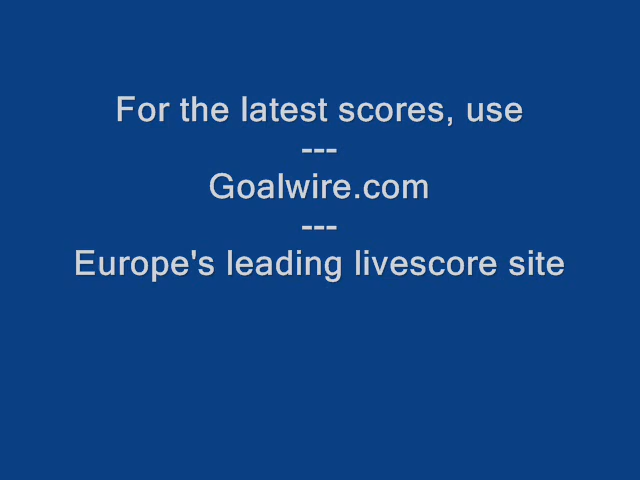 For the latest scores, use
---
Goalwire.com
---
Europe's leading livescore site